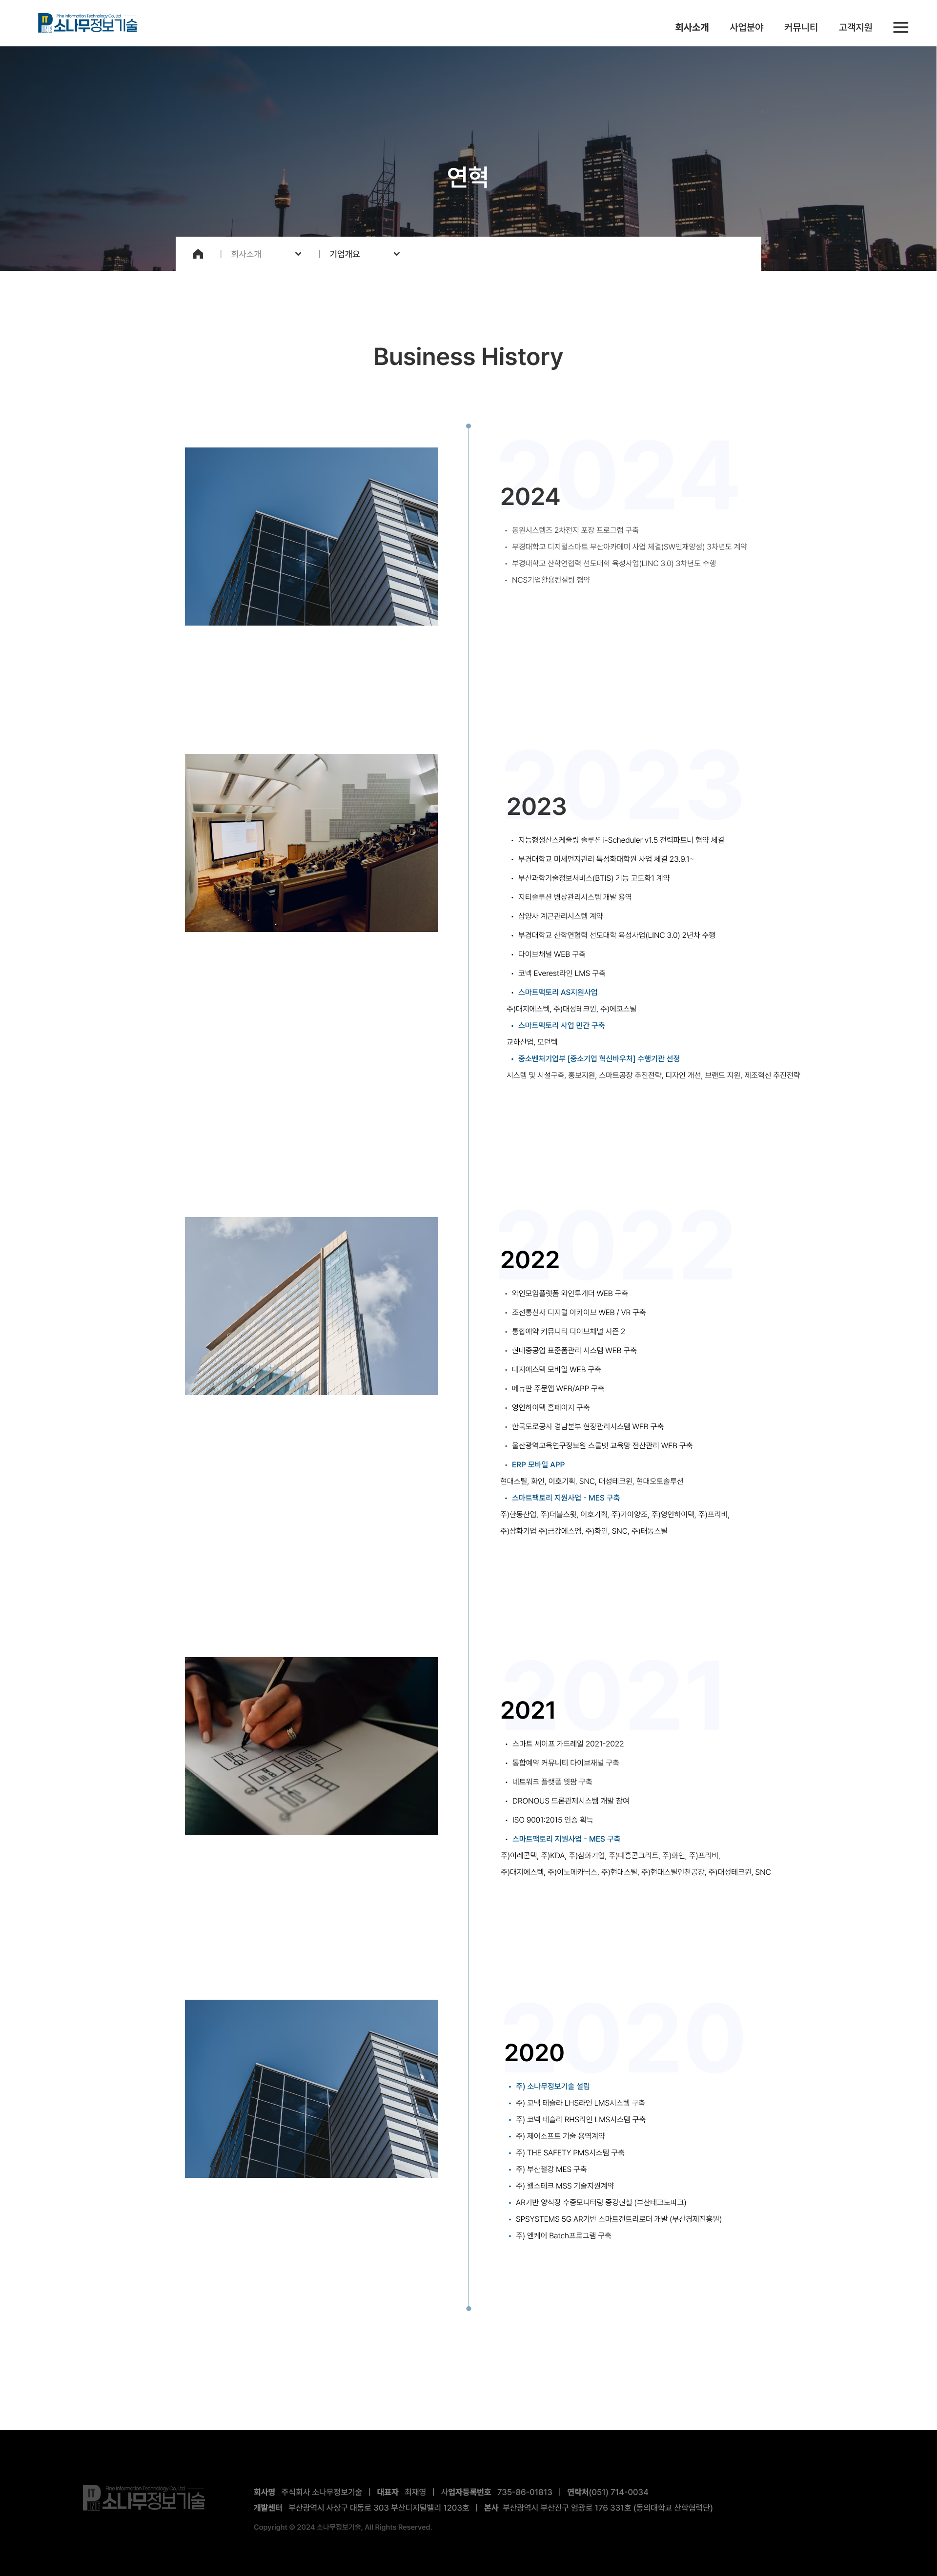 Pine Information Technology Co., Ltd
소나무정보기술
회사소개 사업분야 커뮤니티 고객지원
연혁
회사소개 기업개요
Business History
2024
2024
• 동원시스템즈 2차전지 포장 프로그램 구축
• 부경대학교 디지털스마트 부산아카데미 사업 체결(SW인재양성) 3차년도 계약
• 부경대학교 산학연협력 선도대학 육성사업(LINC 3.0) 3차년도 수행
• NCS기업활용컨설팅 협약
2023
2023
• 지능형생산스케줄링 솔루션 i-Scheduler v1.5 전력파트너 협약 체결
• 부경대학교 미세먼지관리 특성화대학원 사업 체결 23.9.1~
• 부산과학기술정보서비스(BTIS) 기능 고도화1 계약
• 지티솔루션 병상관리시스템 개발 용역
• 삼양사 계근관리시스템 계약
• 부경대학교 산학연협력 선도대학 육성사업(LINC 3.0) 2년차 수행
• 다이브채널 WEB 구축
• 코넥 Everest라인 LMS 구축
• 스마트팩토리 AS지원사업
주)대지에스텍, 주)대성테크윈, 주)에코스틸
• 스마트팩토리 사업 민간 구축
교하산업, 모던텍
• 중소벤처기업부 [중소기업 혁신바우처] 수행기관 선정
시스템 및 시설구축, 홍보지원, 스마트공장 추진전략, 디자인 개선, 브랜드 지원, 제조혁신 추진전략
2022
2022
• 와인모임플랫폼 와인투게더 WEB 구축
• 조선통신사 디지털 아카이브 WEB / VR 구축
• 통합예약 커뮤니티 다이브채널 시즌 2
• 현대중공업 표준품관리 시스템 WEB 구축
• 대지에스텍 모바일 WEB 구축
• 메뉴판 주문앱 WEB/APP 구축
• 영인하이텍 홈페이지 구축
• 한국도로공사 경남본부 현장관리시스템 WEB 구축
• 울산광역교육연구정보원 스쿨넷 교육망 전산관리 WEB 구축
• ERP 모바일 APP
현대스틸, 화인, 이호기획, SNC, 대성테크윈, 현대오토솔루션
• 스마트팩토리 지원사업 - MES 구축
주)한동산업, 주)더블스윗, 이호기획, 주)가야양조, 주)영인하이텍, 주)프리비,
주)삼화기업 주)금강에스엠, 주)화인, SNC, 주)태동스틸
2021
2021
• 스마트 세이프 가드레일 2021-2022
• 통합예약 커뮤니티 다이브채널 구축
• 네트워크 플랫폼 윗팜 구축
• DRONOUS 드론관제시스템 개발 참여
• ISO 9001:2015 인증 획득
• 스마트팩토리 지원사업 - MES 구축
주)이레콘텍, 주)KDA, 주)삼화기업, 주)대흥콘크리트, 주)화인, 주)프리비,
주)대지에스텍, 주)이노메카닉스, 주)현대스틸, 주)현대스틸인천공장, 주)대성테크윈, SNC
2020
2020
• 주) 소나무정보기술 설립
• 주) 코넥 테슬라 LHS라인 LMS시스템 구축
• 주) 코넥 테슬라 RHS라인 LMS시스템 구축
• 주) 제이소프트 기술 용역계약
• 주) THE SAFETY PMS시스템 구축
• 주) 부산철강 MES 구축
• 주) 웰스테크 MSS 기술지원계약
• AR기반 양식장 수중모니터링 증강현실 (부산테크노파크)
• SPSYSTEMS 5G AR기반 스마트갠트리로더 개발 (부산경제진흥원)
• 주) 엔케이 Batch프로그램 구축
Pine Information Technology Co., Ltd
소나무정보기술
회사명 주식회사 소나무정보기술 | 대표자 최재영 | 사업자등록번호 735-86-01813 | 연락처(051) 714-0034
개발센터 부산광역시 사상구 대동로 303 부산디지털밸리 1203호 | 본사 부산광역시 부산진구 엄광로 176 331호 (동의대학교 산학협력단)
Copyright © 2024 소나무정보기술, All Rights Reserved.